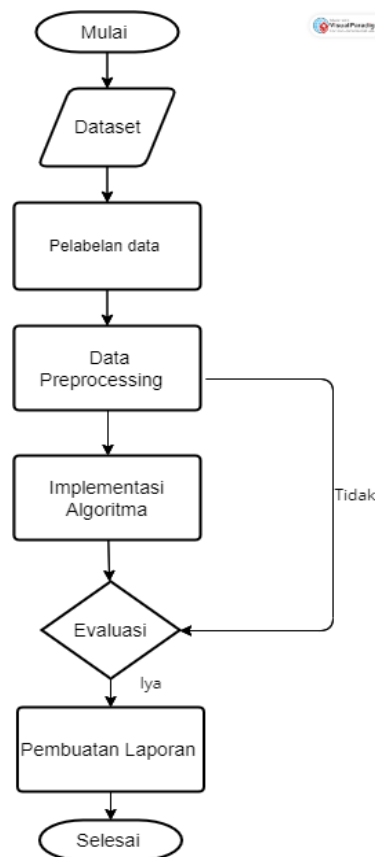 Mulai
Dataset
Pelabelan data
Data
Preprocessing
Implementasi
Algoritma
Tidak
Evaluasi
Iya
Pembuatan Laporan
Selesai